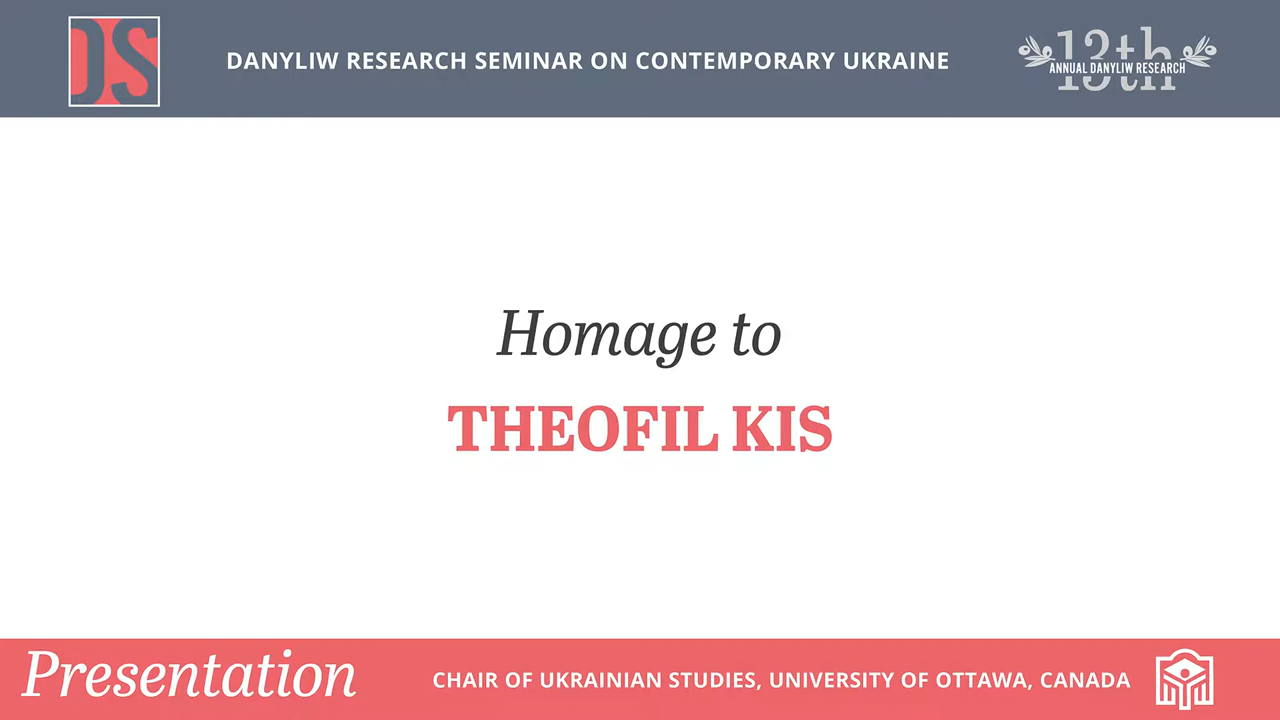 DS
DANYLIW RESEARCH SEMINAR ON CONTEMPORARY UKRAINE
13th
ANNUAL DANYLIW RESEARCH
Homage to
THEOFIL KIS
Presentation
CHAIR OF UKRAINIAN STUDIES, UNIVERSITY OF OTTAWA, CANADA